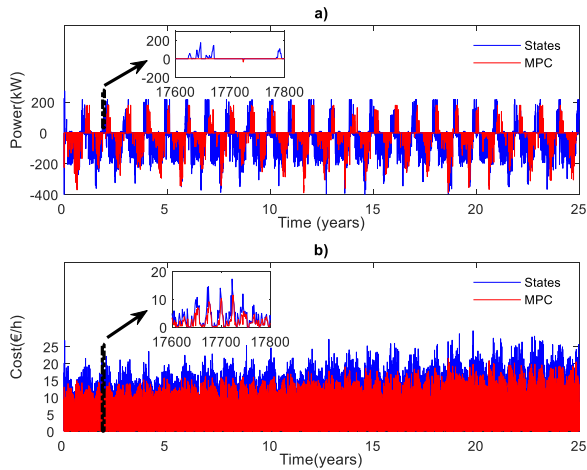 a)
Power(kW)
200
0
-200
-400
200
0
-200
17600 17700 17800
States
MPC
0 5 10 15 20 25
Time (years)
b)
Cost(€/h)
25
20
15
10
5
0
20
10
0
17600 17700 17800
States
MPC
0 5 10 15 20 25
Time(years)